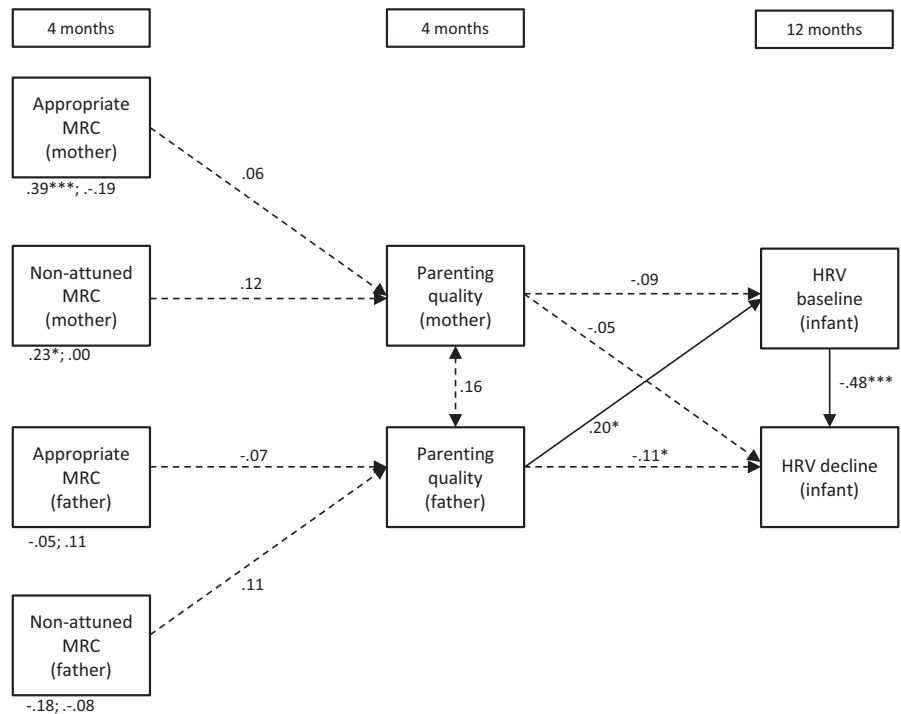 4 months
4 months
12 months
Appropriate
MRC
(mother)
.39***; .-.19
.06
Non-attuned
MRC
(mother)
.23*; .00
.12
Parenting
quality
(mother)
-.09
-.05
HRV
baseline
(infant)
.16
-.48***
.20*
Appropriate
MRC
(father)
-.05; .11
-.07
Parenting
quality
(father)
-.11*
HRV decline
(infant)
.11
Non-attuned
MRC
(father)
-.18; .-.08